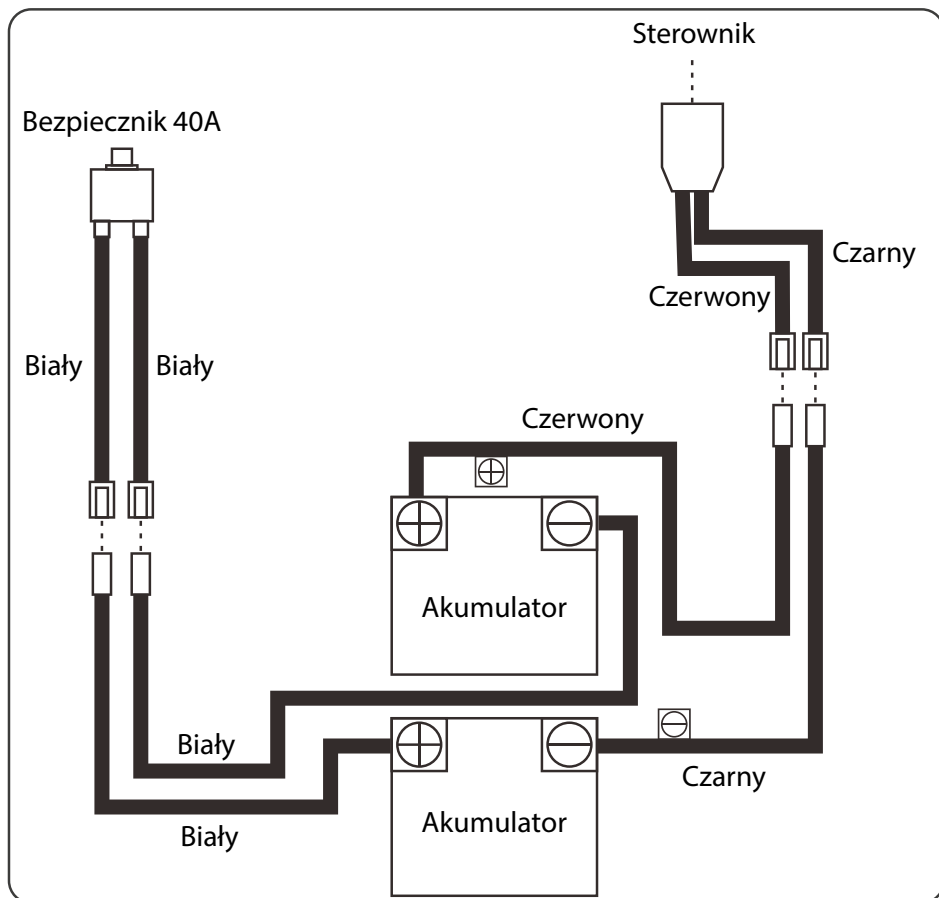 Sterownik
Bezpiecznik 40A
Czarny
Czerwony
Biały
Biały
Czerwony
Akumulator
Biały
Czarny
Biały
Akumulator